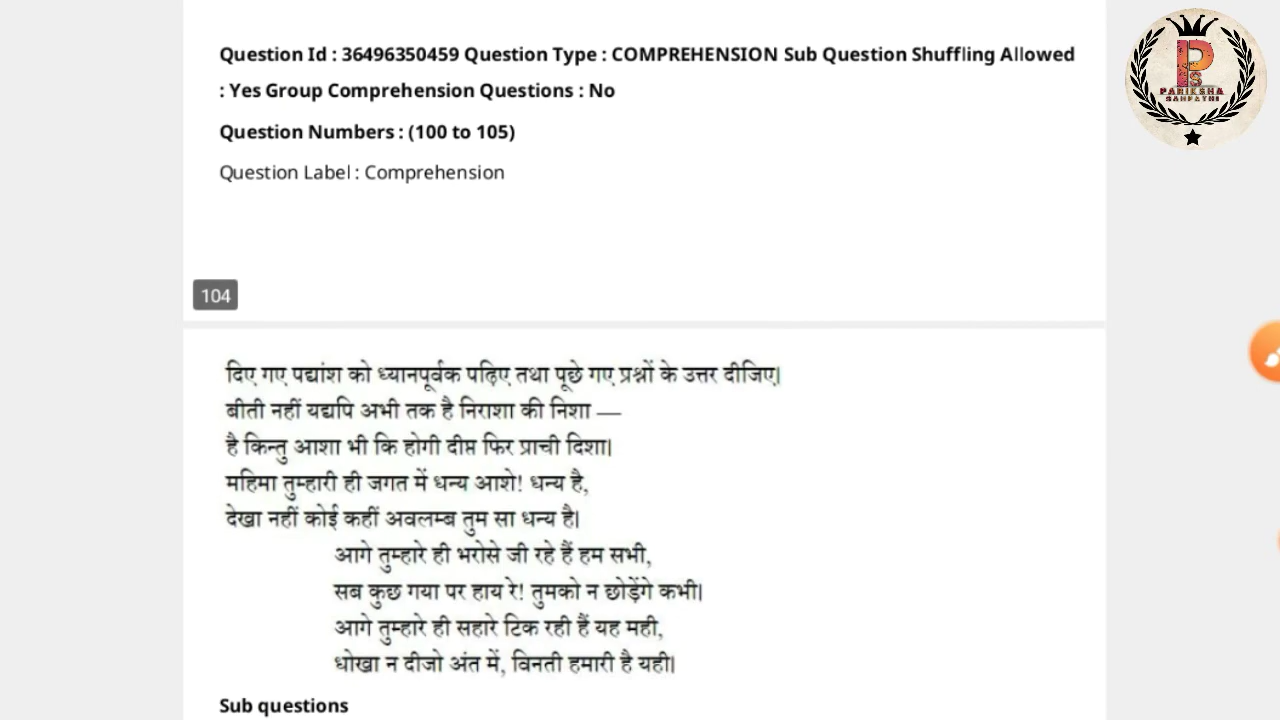 Question Id : 36496350459 Question Type : COMPREHENSION Sub Question Shuffling Allowed
: Yes Group Comprehension Questions : No
Question Numbers : (100 to 105)
Question Label : Comprehension
104
दिए गए पद्यांश को ध्यानपूर्वक पढ़िए तथा पूछे गए प्रश्नों के उत्तर दीजिए।
बीती नहीं यद्यपि अभी तक है निराशा की निशा —
है किन्तु आशा भी कि होगी दीप्त फिर प्राची दिशा।
महिमा तुम्हारी ही जगत में धन्य आशे! धन्य है,
देखा नहीं कोई कहीं अवलम्ब तुम सा धन्य है।
आगे तुम्हारे ही भरोसे जी रहे हैं हम सभी,
सब कुछ गया पर हाय रे! तुमको न छोड़ेंगे कभी।
आगे तुम्हारे ही सहारे टिक रही हैं यह मही,
धोखा न दीजो अंत में, विनती हमारी है यही।
Sub questions
PS
PARIKSHA
SANPATHI